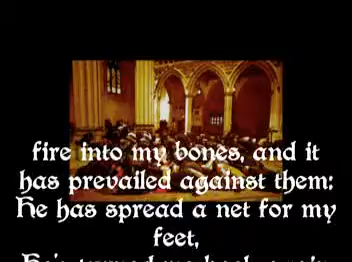 fire into my bones, and it
has prevailed against them:
He has spread a net for my
feet,